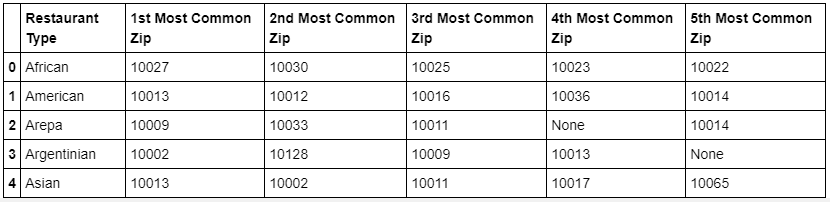 Restaurant Type 1st Most Common Zip 2nd Most Common Zip 3rd Most Common Zip 4th Most Common Zip 5th Most Common Zip
0 African 10027 10030 10025 10023 10022
1 American 10013 10012 10016 10036 10014
2 Arepa 10009 10033 10011 None 10014
3 Argentinian 10002 10128 10009 10013 None
4 Asian 10013 10002 10011 10017 10065